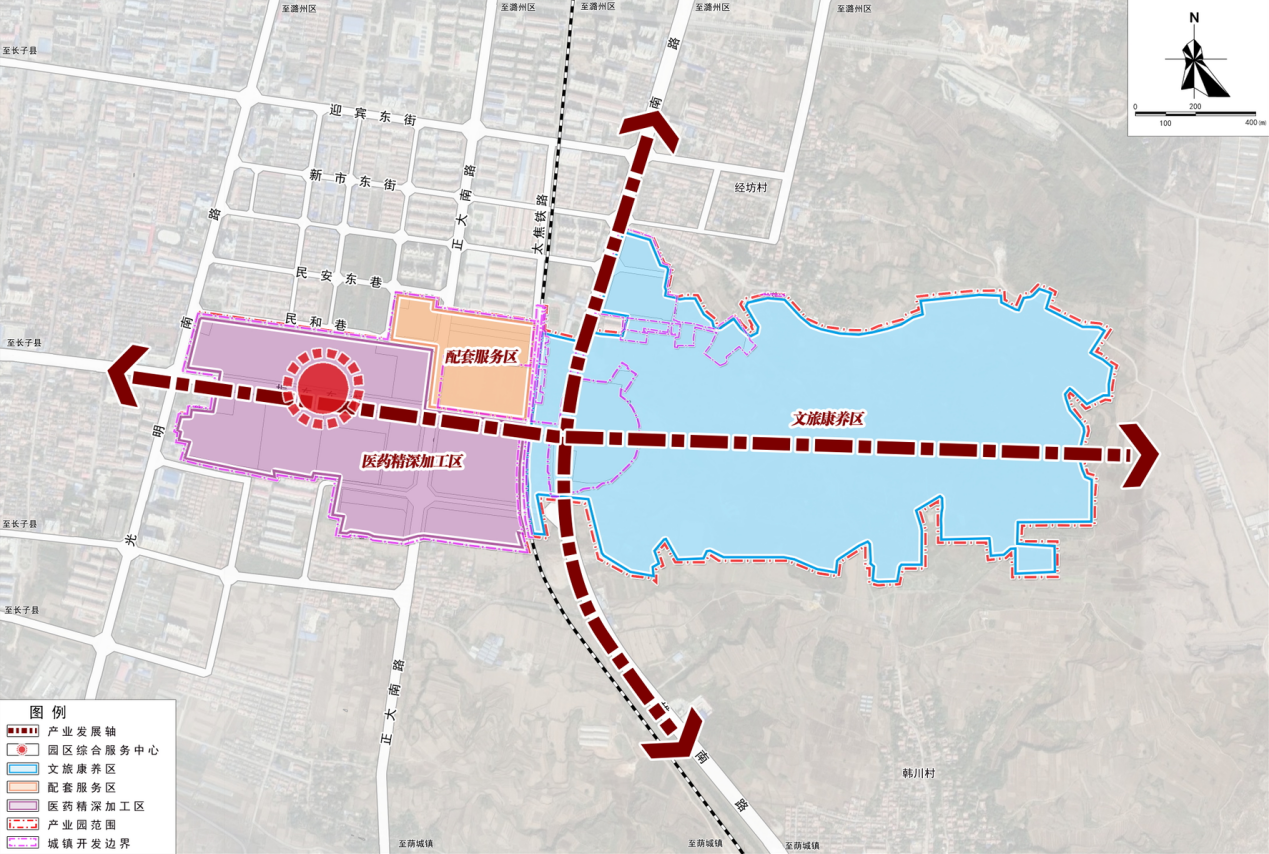 至潞州区
至潞州区
至潞州区
至潞州区
至潞州区
N
0 200
100 400 (m)
至长子县
路
南
迎宾东街
新市东街
正大南路
太焦铁路
经坊村
路
民安东巷
民和巷
南
至长子县
配套服务区
文旅康养区
明
医药精深加工区
至长子县
光
至长子县
正大南路
南
路
韩川村
至荫城镇
至荫城镇
至荫城镇
图例
产业发展轴
园区综合服务中心
文旅康养区
配套服务区
医药精深加工区
产业园范围
城镇开发边界